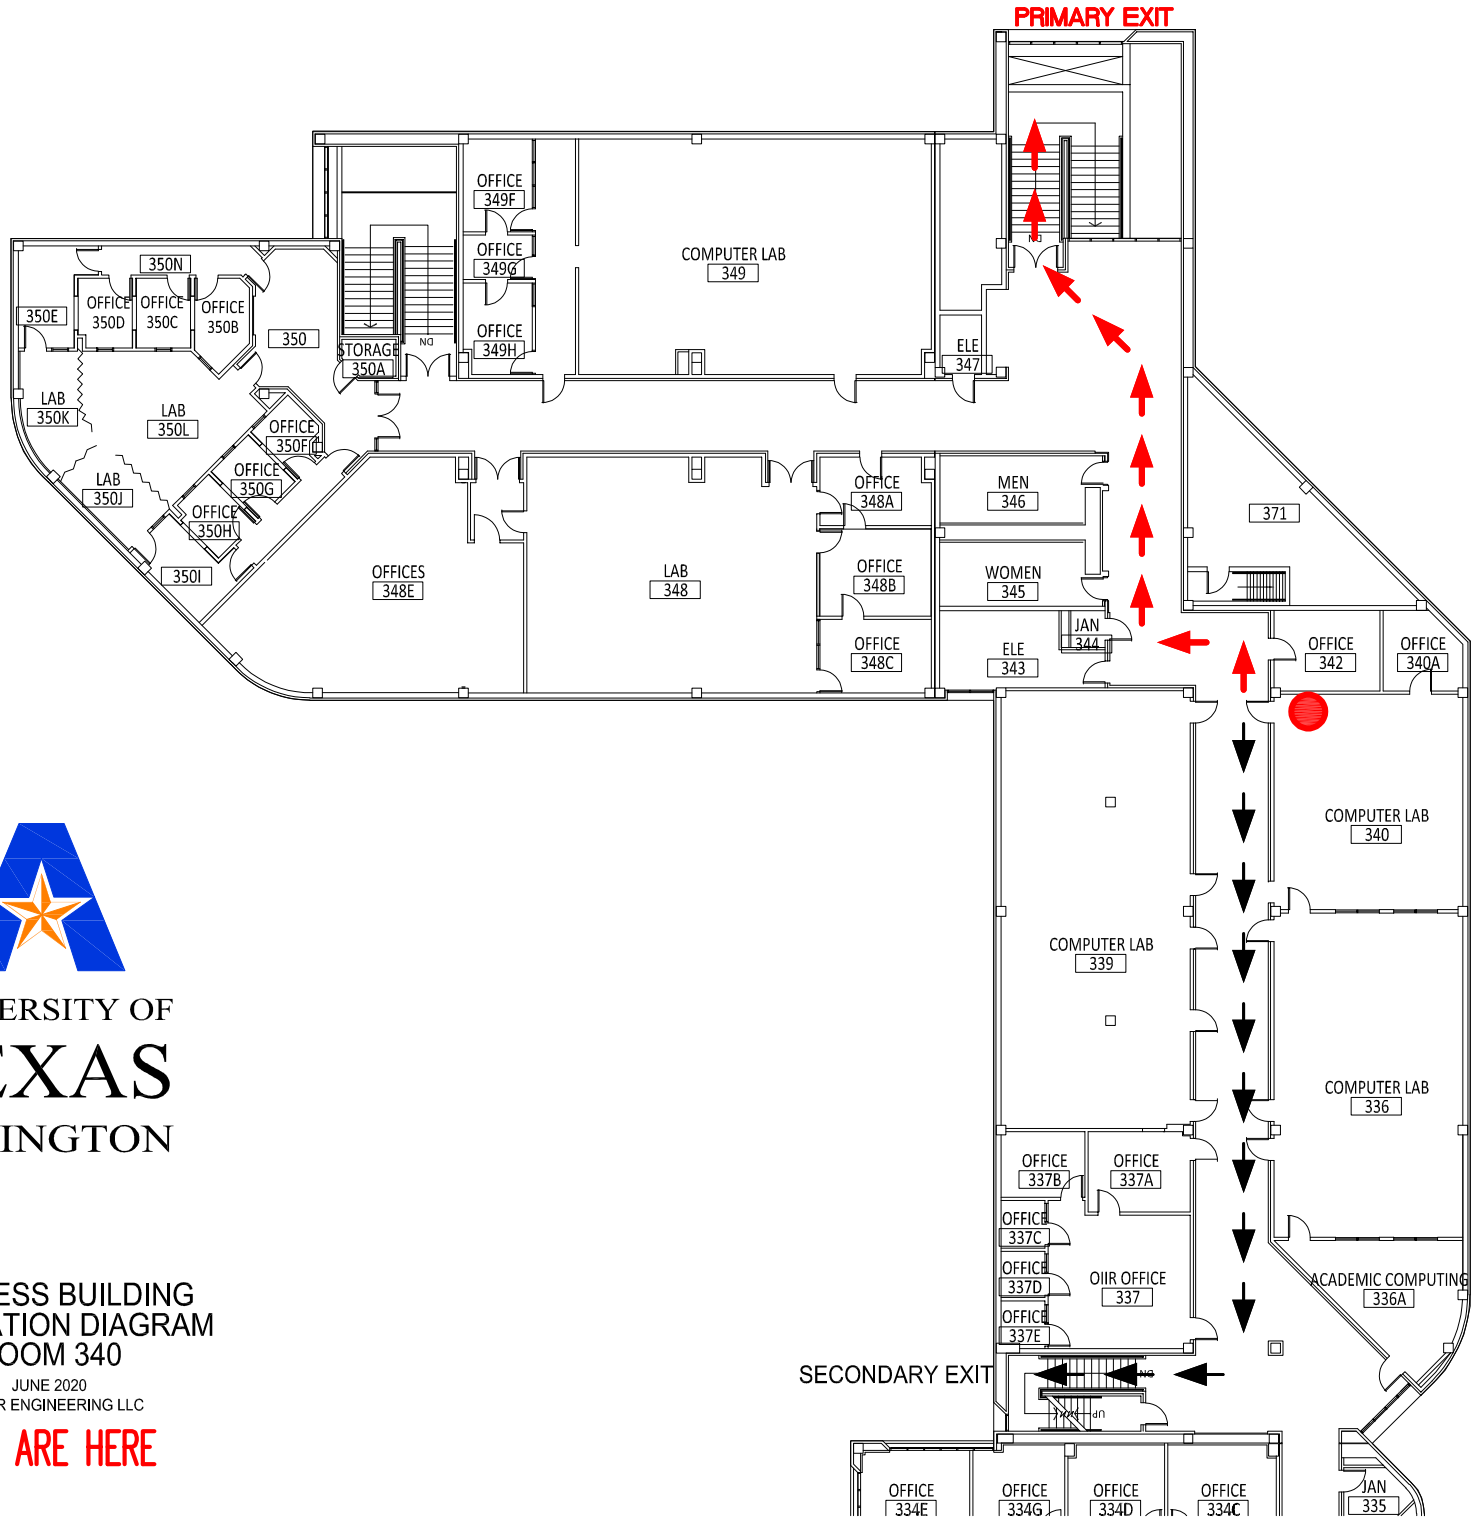 PRIMARY EXIT
OFFICE
349F
OFFICE
349G
OFFICE
349H
COMPUTER LAB
349
DN
ELE
347
350N
350E
OFFICE
350D
OFFICE
350C
OFFICE
350B
350
STORAGE
350A
DN
LAB
350K
LAB
350L
OFFICE
350F
OFFICE
350G
LAB
350J
OFFICE
350H
350I
OFFICES
348E
LAB
348
OFFICE
348A
OFFICE
348B
OFFICE
348C
MEN
346
WOMEN
345
JAN
344
ELE
343
371
OFFICE
342
OFFICE
340A
COMPUTER LAB
340
COMPUTER LAB
339
COMPUTER LAB
336
OFFICE
337B
OFFICE
337A
OFFICE
337C
OFFICE
337D
OFFICE
337E
OIIR OFFICE
337
ACADEMIC COMPUTING
336A
SECONDARY EXIT
DN
UP
OFFICE
334E
OFFICE
334G
OFFICE
334D
OFFICE
334C
JAN
335
ERSITY OF
EXAS
INGTON
ESS BUILDING
ATION DIAGRAM
OOM 340
JUNE 2020
R ENGINEERING LLC
ARE HERE